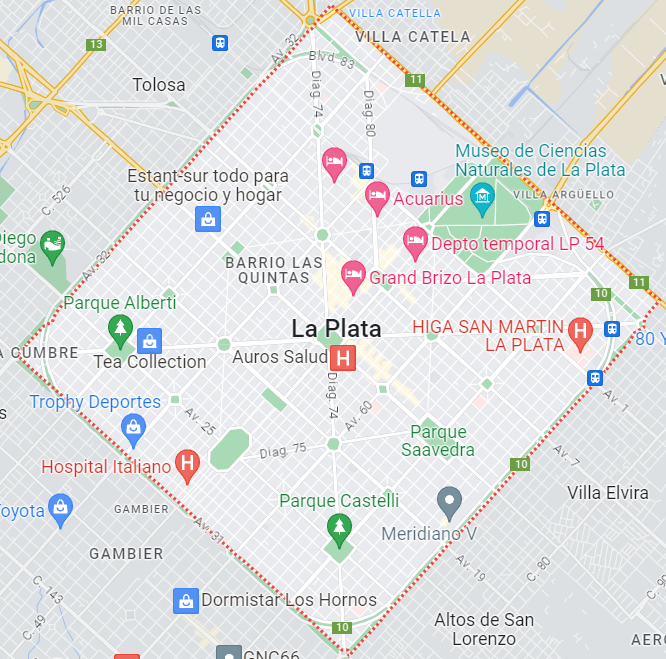 BARRIO DE LAS
MIL CASAS
VILLA CATELLA
VILLA CATELA
13
Av. 32
Blvd. 83
11
Tolosa
Diag. 74
Diag. 80
Museo de Ciencias
Naturales de La Plata
Estant-sur todo para
tu negocio y hogar
C. 526
Acuarius
VILLA ARGÜELLO
Diego
dona
Depto temporal LP 54
Av. 32
BARRIO LAS
QUINTAS
Grand Brizo La Plata
11
10
Parque Alberti
La Plata
HIGA SAN MARTIN
LA PLATA
80 Y
A CUMBRE
Tea Collection
Auros Salud
H
H
Trophy Deportes
Diag. 74
Av. 60
Av. 1
Av. 25
Parque
Saavedra
Diag. 75
Av. 7
10
Hospital Italiano
H
Villa Elvira
Parque Castelli
Toyota
GAMBIER
Av. 31
Meridiano V
GAMBIER
Av. 19
C. 80
C. 90
C. 143
Dormistar Los Hornos
C. 49
10
Altos de San
Lorenzo
AERO
GNC66